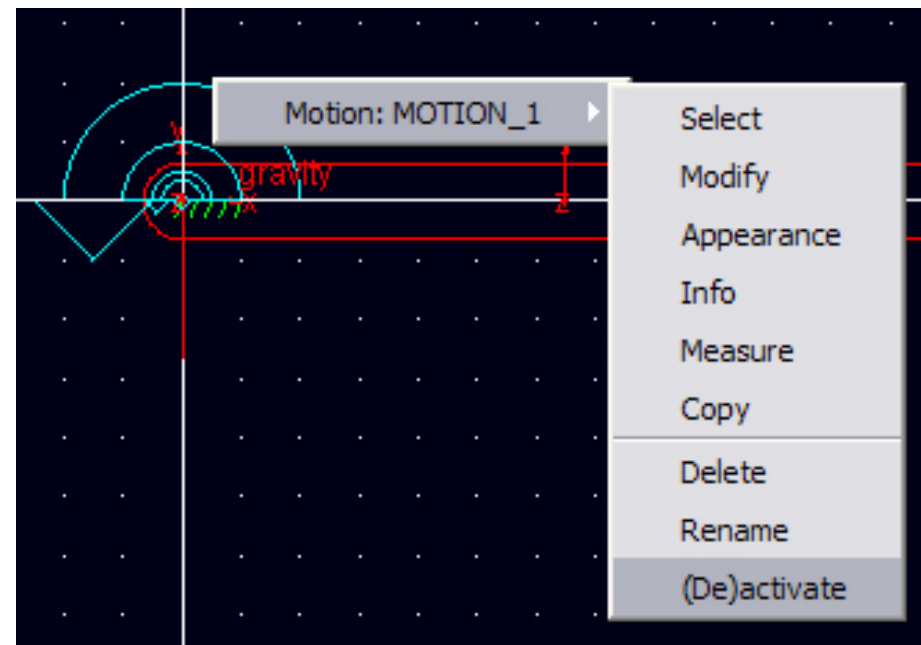 Motion: MOTION_1
Select
Modify
Appearance
Info
Measure
Copy
Delete
Rename
(De)activate
Y
gravity
X
Z
Z